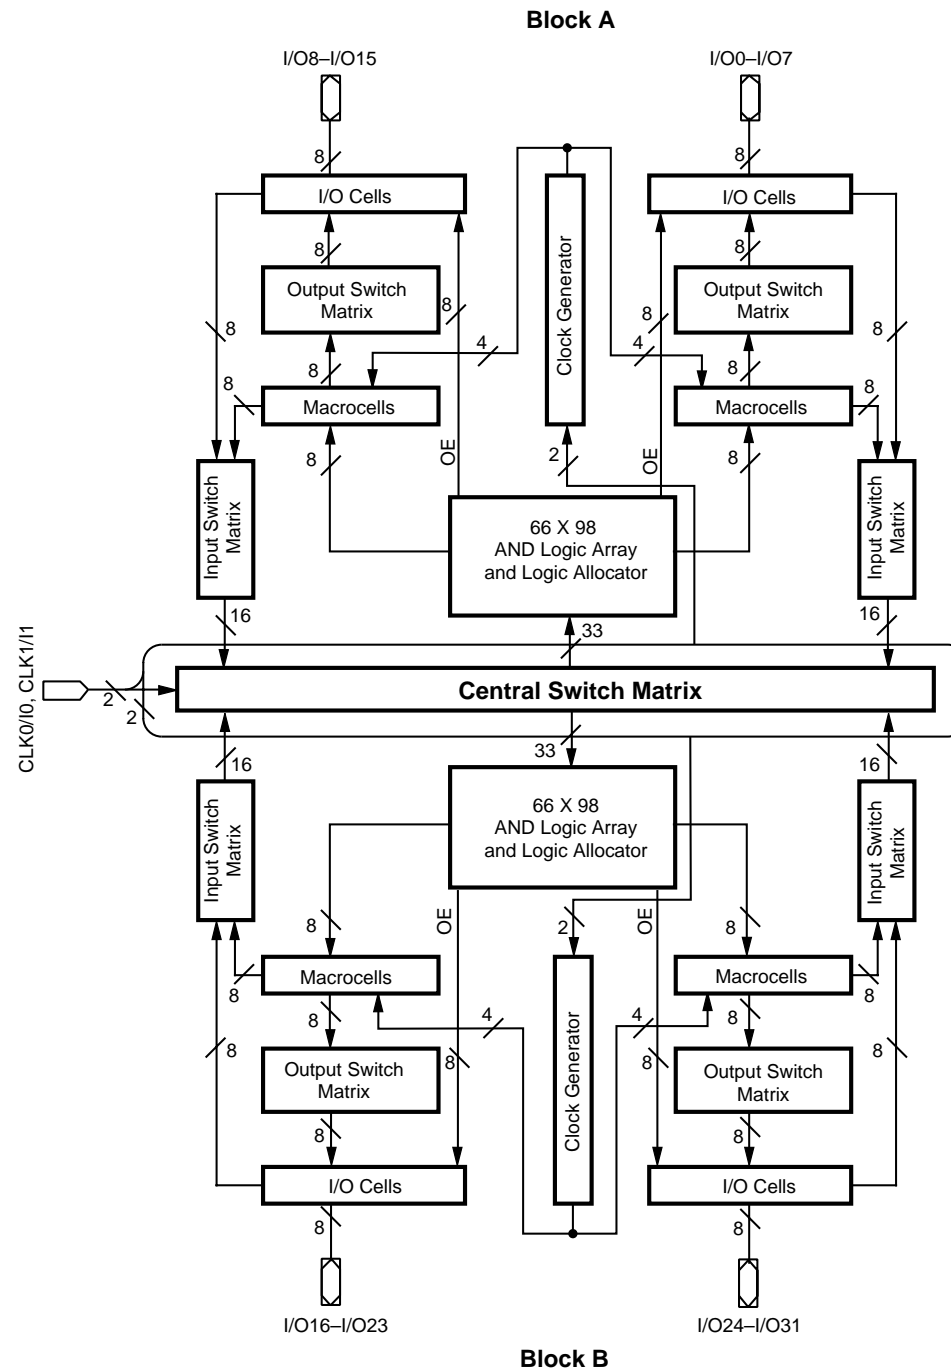 Block A
I/O8–I/O15
I/O0–I/O7
8
8
I/O Cells
I/O Cells
8
8
Output Switch
Matrix
Clock Generator
Output Switch
Matrix
8
8
8
8
4
4
8
8
8
8
Macrocells
Macrocells
OE
OE
8
2
8
Input Switch
Matrix
66 X 98
AND Logic Array
and Logic Allocator
Input Switch
Matrix
16
33
16
CLK0/I0, CLK1/I1
2
2
Central Switch Matrix
33
16
16
Input Switch
Matrix
66 X 98
AND Logic Array
and Logic Allocator
Input Switch
Matrix
8
OE
2
OE
8
Macrocells
Macrocells
8
8
8
8
4
4
8
8
8
8
Output Switch
Matrix
Clock Generator
Output Switch
Matrix
8
8
I/O Cells
I/O Cells
8
8
I/O16–I/O23
I/O24–I/O31
Block B